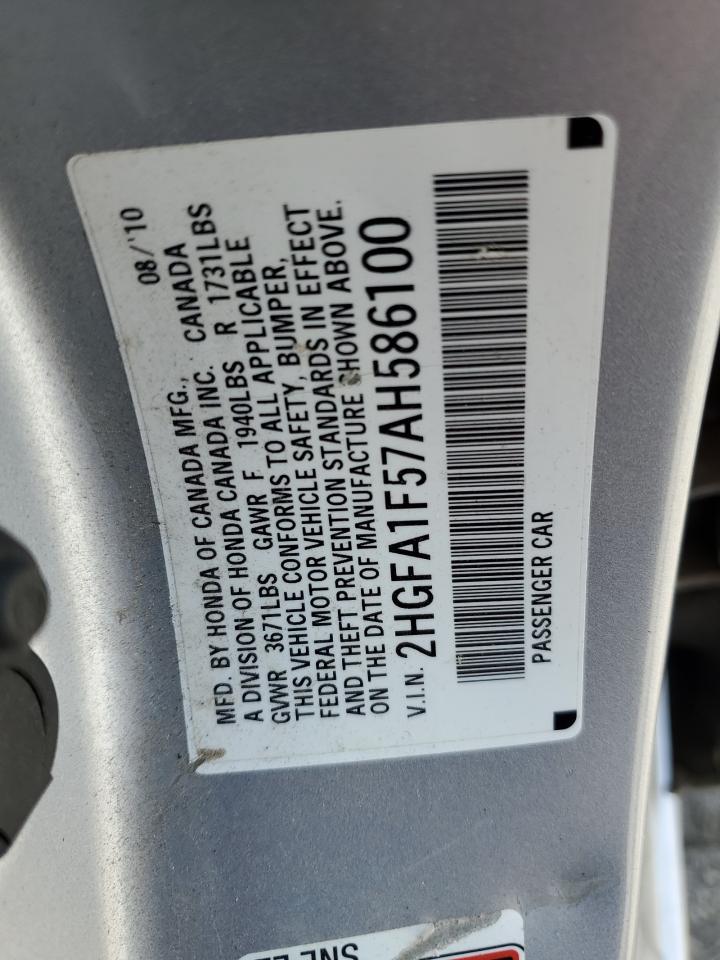 MFD. BY HONDA OF CANADA MFG., CANADA 08/'10
A DIVISION OF HONDA CANADA INC.
GVWR 3671LBS GAWR F 1940LBS R 1731LBS
THIS VEHICLE CONFORMS TO ALL APPLICABLE
FEDERAL MOTOR VEHICLE SAFETY, BUMPER,
AND THEFT PREVENTION STANDARDS IN EFFECT
ON THE DATE OF MANUFACTURE SHOWN ABOVE.
V.I.N. 2HGFA1F57AH586100
PASSENGER CAR